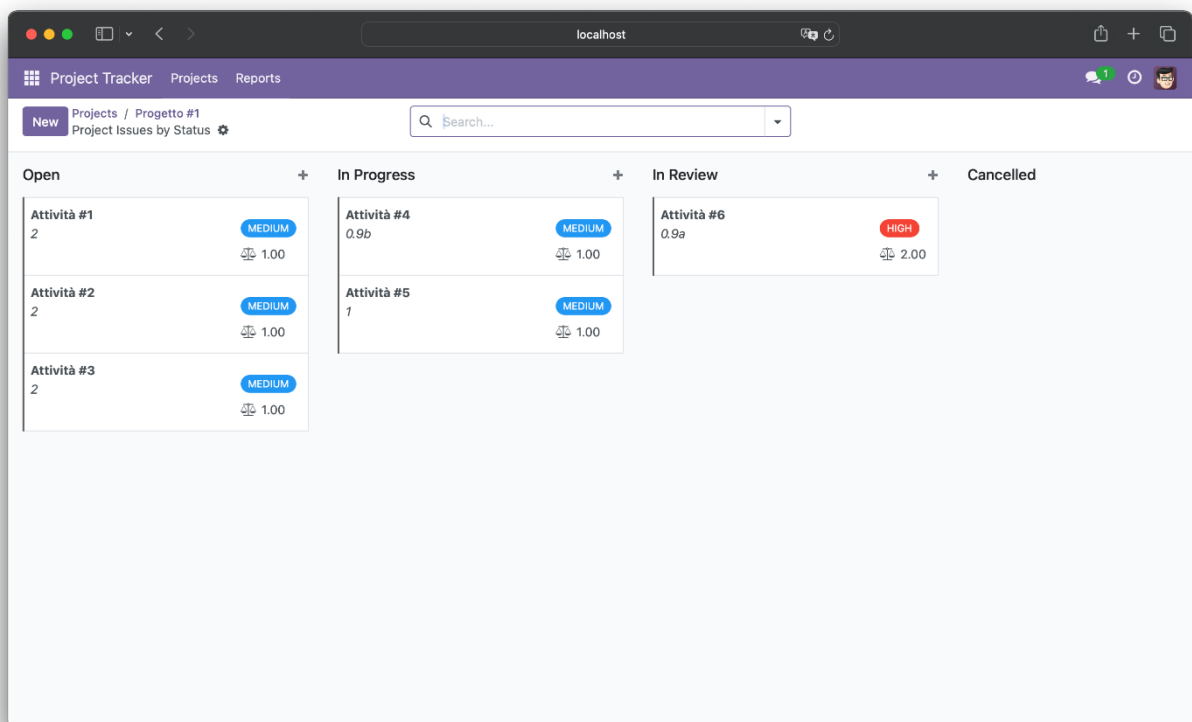 localhost
Project Tracker Projects Reports 1
New Projects / Progetto #1
Project Issues by Status
Search...
Open
Attività #1
2
MEDIUM
1.00
Attività #2
2
MEDIUM
1.00
Attività #3
2
MEDIUM
1.00
In Progress
Attività #4
0.9b
MEDIUM
1.00
Attività #5
1
MEDIUM
1.00
In Review
Attività #6
0.9a
HIGH
2.00
Cancelled